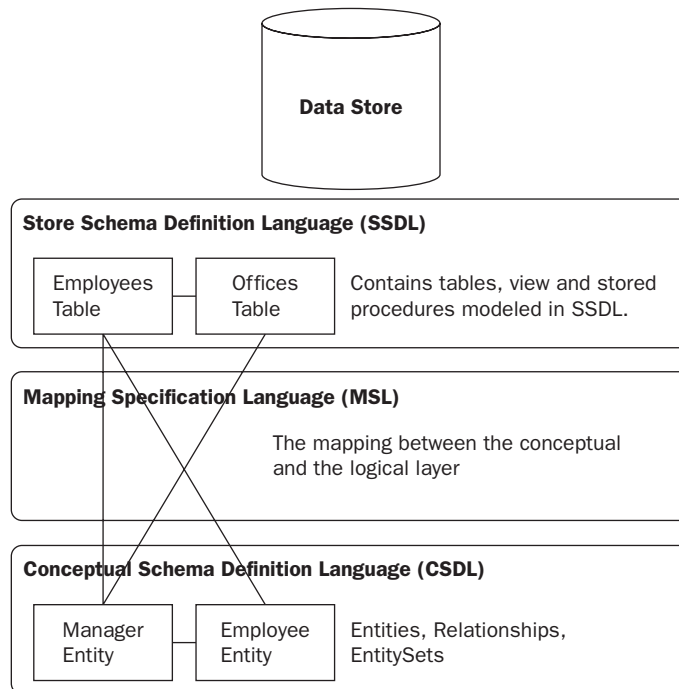 Data Store
Store Schema Definition Language (SSDL)
Employees
Table
Offices
Table
Contains tables, view and stored
procedures modeled in SSDL.
Mapping Specification Language (MSL)
The mapping between the conceptual
and the logical layer
Conceptual Schema Definition Language (CSDL)
Manager
Entity
Employee
Entity
Entities, Relationships,
EntitySets